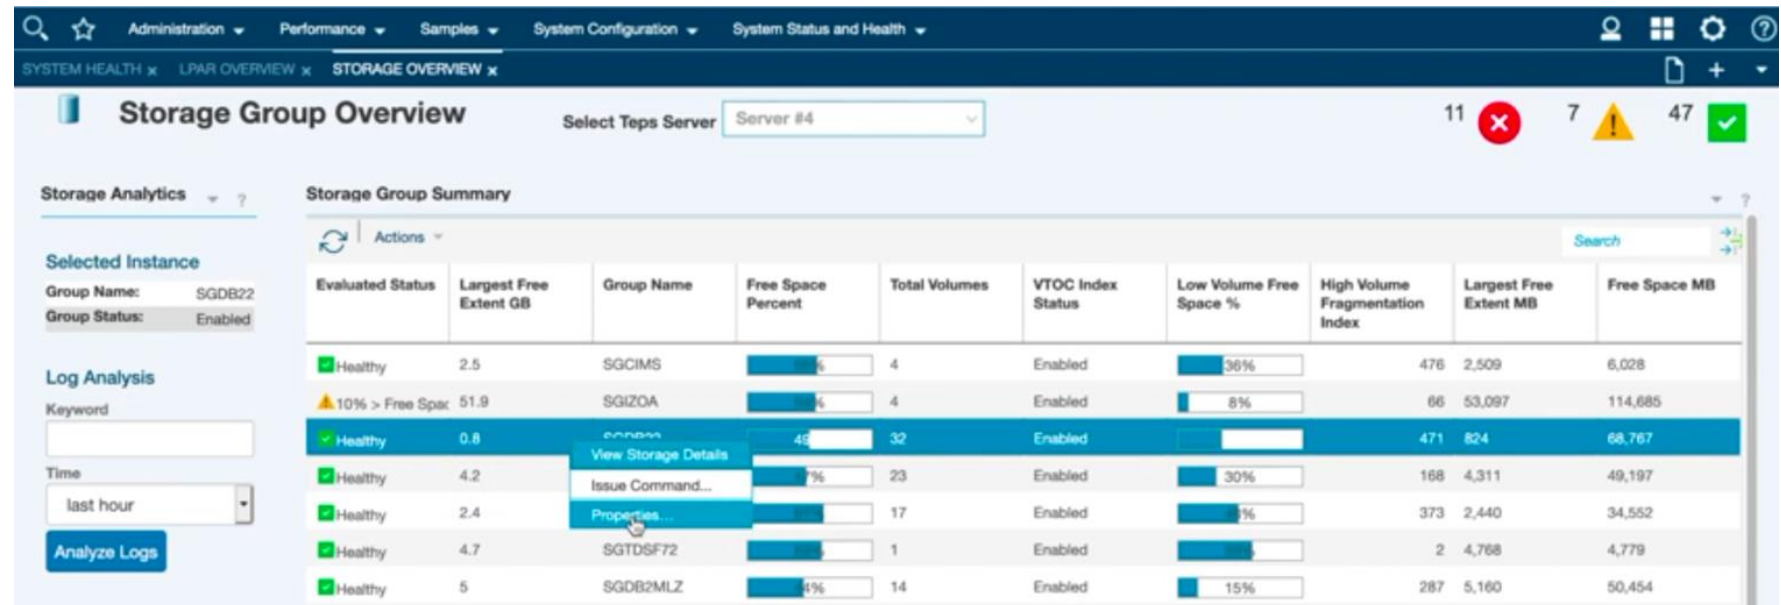 Administration Performance Samples System Configuration System Status and Health
SYSTEM HEALTH x LPAR OVERVIEW x STORAGE OVERVIEW x
Storage Group Overview Select Teps Server Server #4 11 7 47
Storage Analytics ? Storage Group Summary ?
Actions Search
Selected Instance
Group Name: SGDB22
Group Status: Enabled
Evaluated Status Largest Free Extent GB Group Name Free Space Percent Total Volumes VTOC Index Status Low Volume Free Space % High Volume Fragmentation Index Largest Free Extent MB Free Space MB
Healthy 2.5 SGCIMS 4 Enabled 36% 476 2,509 6,028
10% > Free Spac 51.9 SGIZOA 4 Enabled 8% 66 53,097 114,685
Healthy 0.8 49 32 Enabled 471 824 68,767
View Storage Details
Healthy 4.2 23 Enabled 30% 168 4,311 49,197
Issue Command...
Healthy 2.4 17 Enabled 373 2,440 34,552
Properties...
Healthy 4.7 SGTDSF72 1 Enabled 2 4,768 4,779
Healthy 5 SGDB2MLZ 14 Enabled 15% 287 5,160 50,454
Log Analysis
Keyword
Time
last hour
Analyze Logs